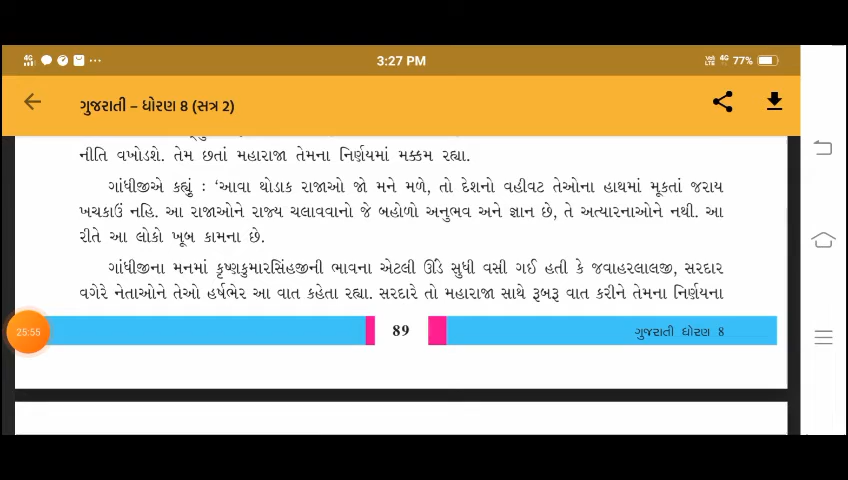 4G 3:27 PM VoLTE 4G 77%
ગુજરાતી – ધોરણ 8 (સત્ર 2)
નીતિ વખોડશે. તેમ છતાં મહારાજા તેમના નિર્ણયમાં મક્કમ રહ્યા.
ગાંધીજીએ કહ્યું : ‘આવા થોડાક રાજાઓ જો મને મળે, તો દેશનો વહીવટ તેઓના હાથમાં મૂકતાં જરાય
ખચકાઉં નહિ. આ રાજાઓને રાજ્ય ચલાવવાનો જે બહોળો અનુભવ અને જ્ઞાન છે, તે અત્યારનાઓને નથી. આ
રીતે આ લોકો ખૂબ કામના છે.
ગાંધીજીના મનમાં કૃષ્ણકુમારસિંહજીની ભાવના એટલી ઊંડે સુધી વસી ગઈ હતી કે જવાહરલાલજી, સરદાર
વગેરે નેતાઓને તેઓ હર્ષભેર આ વાત કહેતા રહ્યા. સરદારે તો મહારાજા સાથે રૂબરૂ વાત કરીને તેમના નિર્ણયના
25:55
89
ગુજરાતી ધોરણ 8